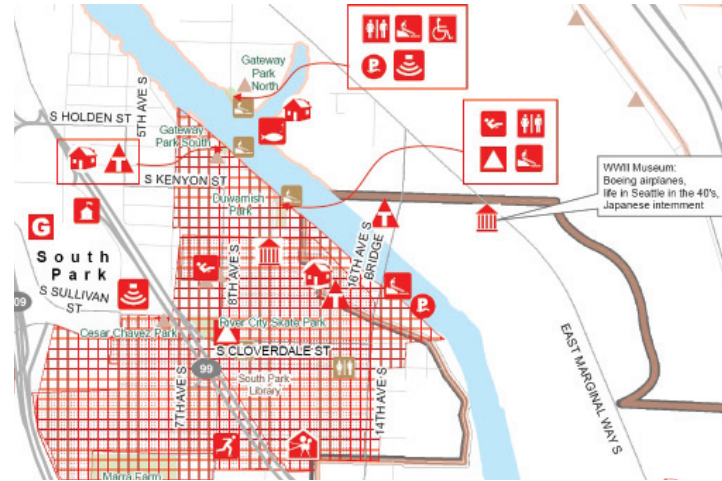 Gateway
Park
North
5TH AVE S
S HOLDEN ST
Gateway
Park South
S KENYON ST
Duwamish
Park
WWII Museum:
Boeing airplanes,
life in Seattle in the 40's,
Japanese internment
G
South
Park
S SULLIVAN
ST
8TH AVE S
16TH AVE S
BRIDGE
09
Cesar Chavez Park
River City Skate Park
S CLOVERDALE ST
99
South Park
Library
7TH AVE S
14TH AVE S
EAST MARGINAL WAY S
Marra Farm